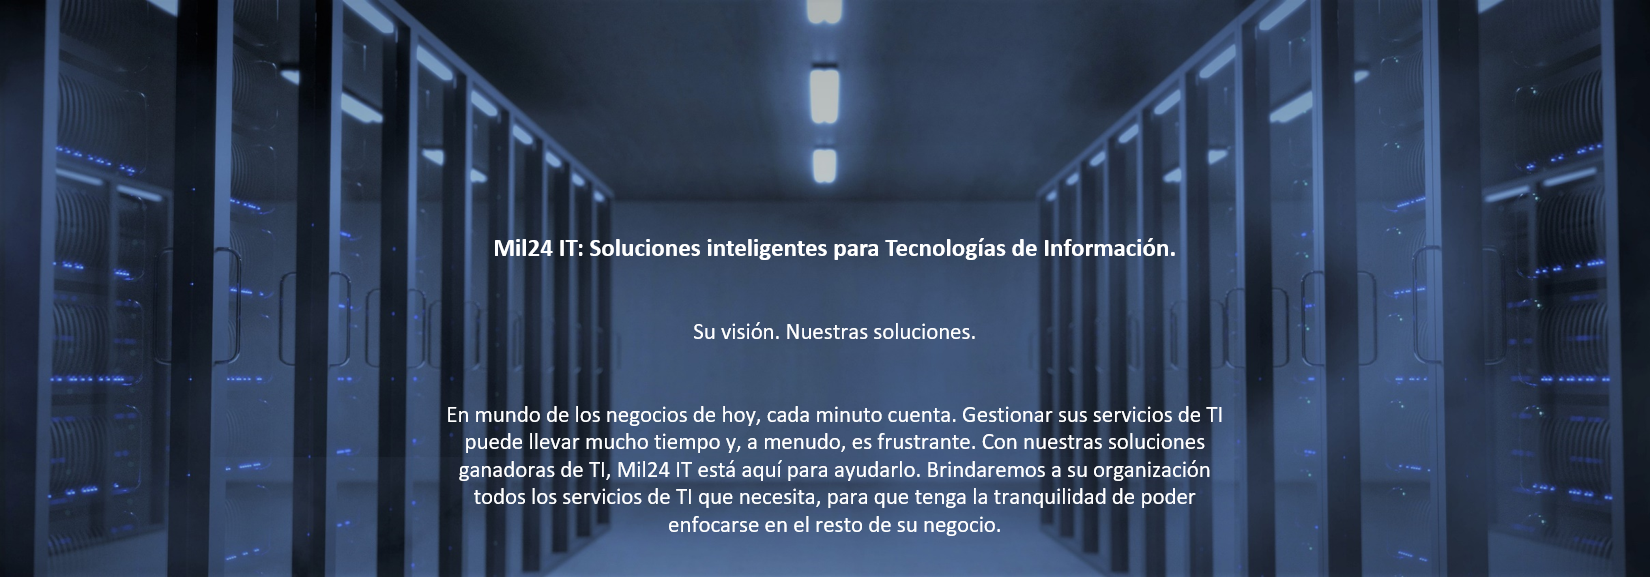 Mil24 IT: Soluciones inteligentes para Tecnologías de Información.
Su visión. Nuestras soluciones.
En mundo de los negocios de hoy, cada minuto cuenta. Gestionar sus servicios de TI
puede llevar mucho tiempo y, a menudo, es frustrante. Con nuestras soluciones
ganadoras de TI, Mil24 IT está aquí para ayudarlo. Brindaremos a su organización
todos los servicios de TI que necesita, para que tenga la tranquilidad de poder
enfocarse en el resto de su negocio.